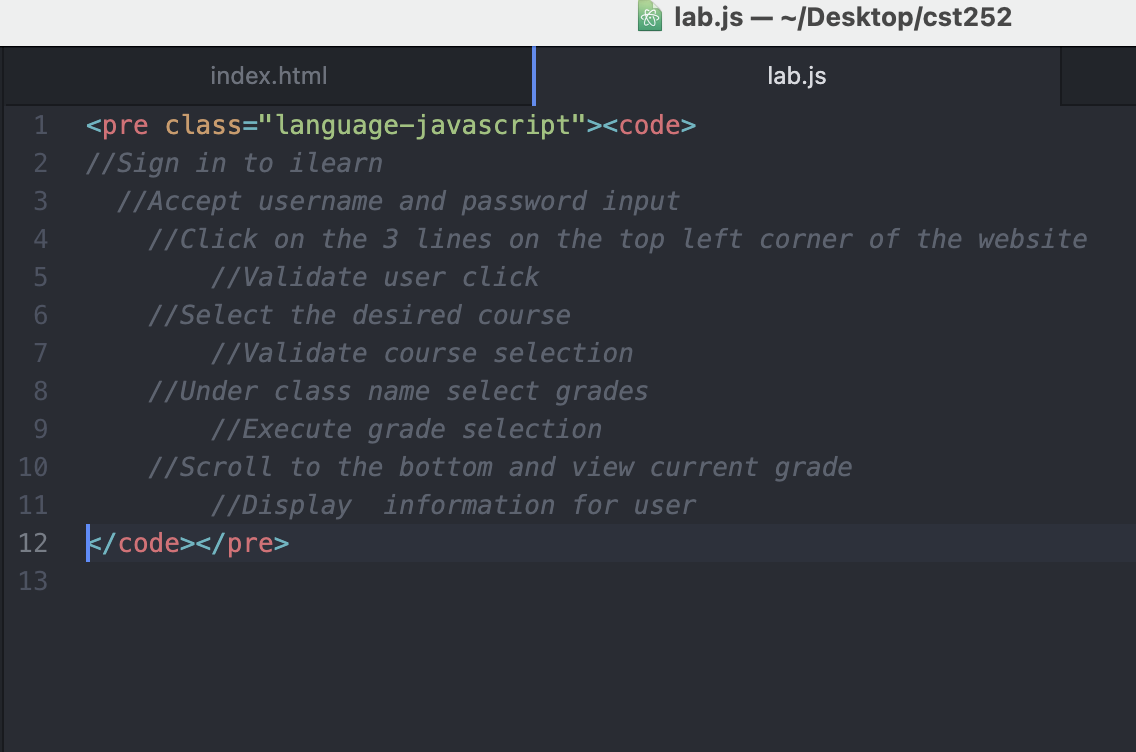 lab.js — ~/Desktop/cst252
index.html lab.js
1 <pre class="language-javascript"><code>
2 //Sign in to ilearn
3 //Accept username and password input
4 //Click on the 3 lines on the top left corner of the website
5 //Validate user click
6 //Select the desired course
7 //Validate course selection
8 //Under class name select grades
9 //Execute grade selection
10 //Scroll to the bottom and view current grade
11 //Display  information for user
12 </code></pre>
13